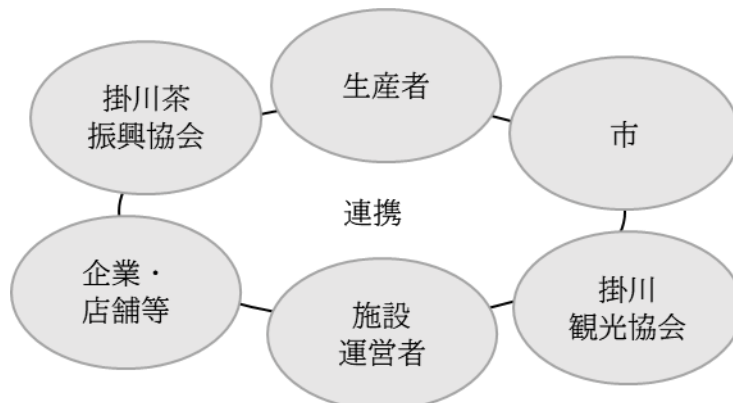 生産者
掛川茶
振興協会
市
連携
企業・
店舗等
施設
運営者
掛川
観光協会